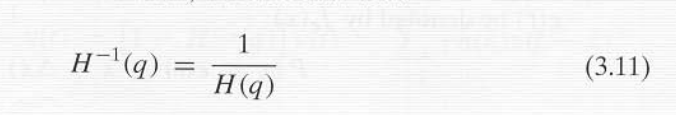 H⁻¹(q) = 1 / H(q) (3.11)